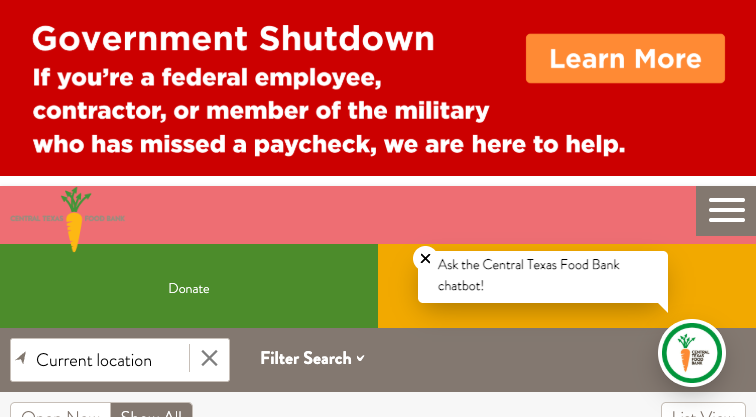 Government Shutdown
If you're a federal employee,
contractor, or member of the military
who has missed a paycheck, we are here to help.
Learn More
CENTRAL TEXAS FOOD BANK
Donate
Ask the Central Texas Food Bank
chatbot!
Current location
Filter Search
CENTRAL
TEXAS
FOOD
BANK
Open Now
Show All
List View